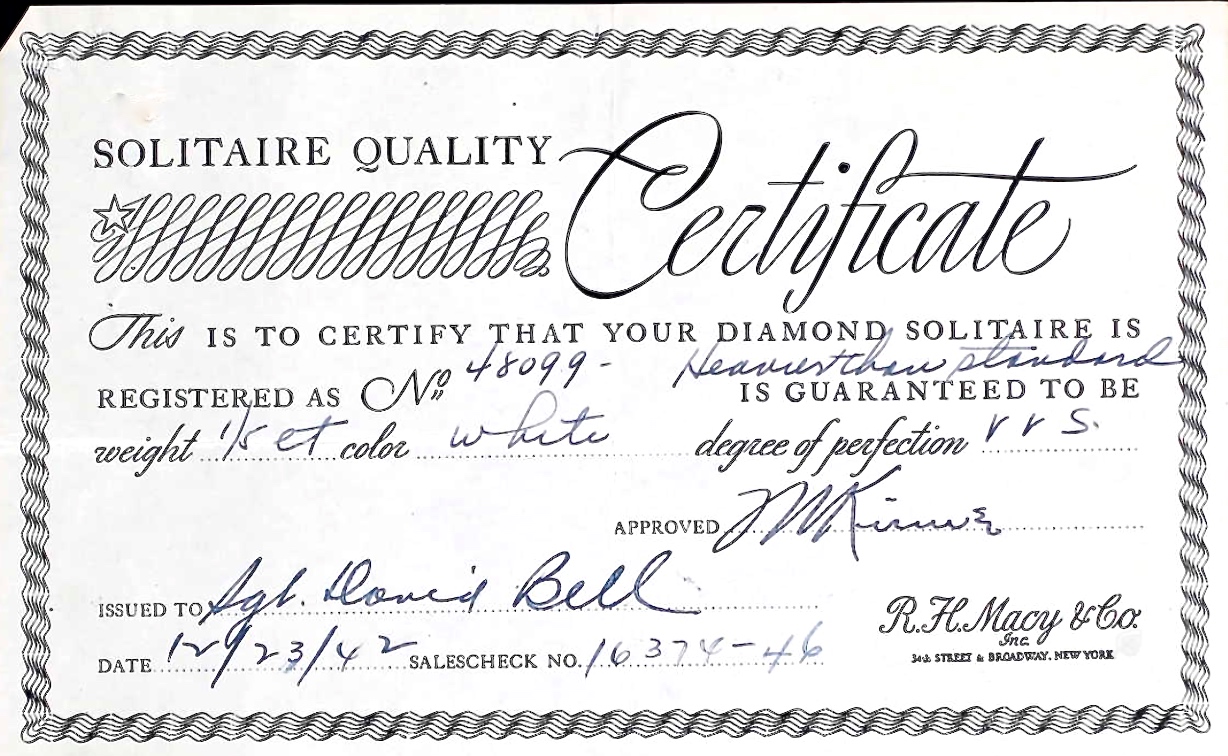 SOLITAIRE QUALITY Certificate
This IS TO CERTIFY THAT YOUR DIAMOND SOLITAIRE IS
Heavier than standard
REGISTERED AS No 48099- IS GUARANTEED TO BE
weight 1/5 ct color white degree of perfection V V S.
APPROVED
ISSUED TO Sgt. David Bell
DATE 12/23/42 SALESCHECK NO. 16374-46
R.H. Macy & Co.
Inc.
34th STREET & BROADWAY, NEW YORK